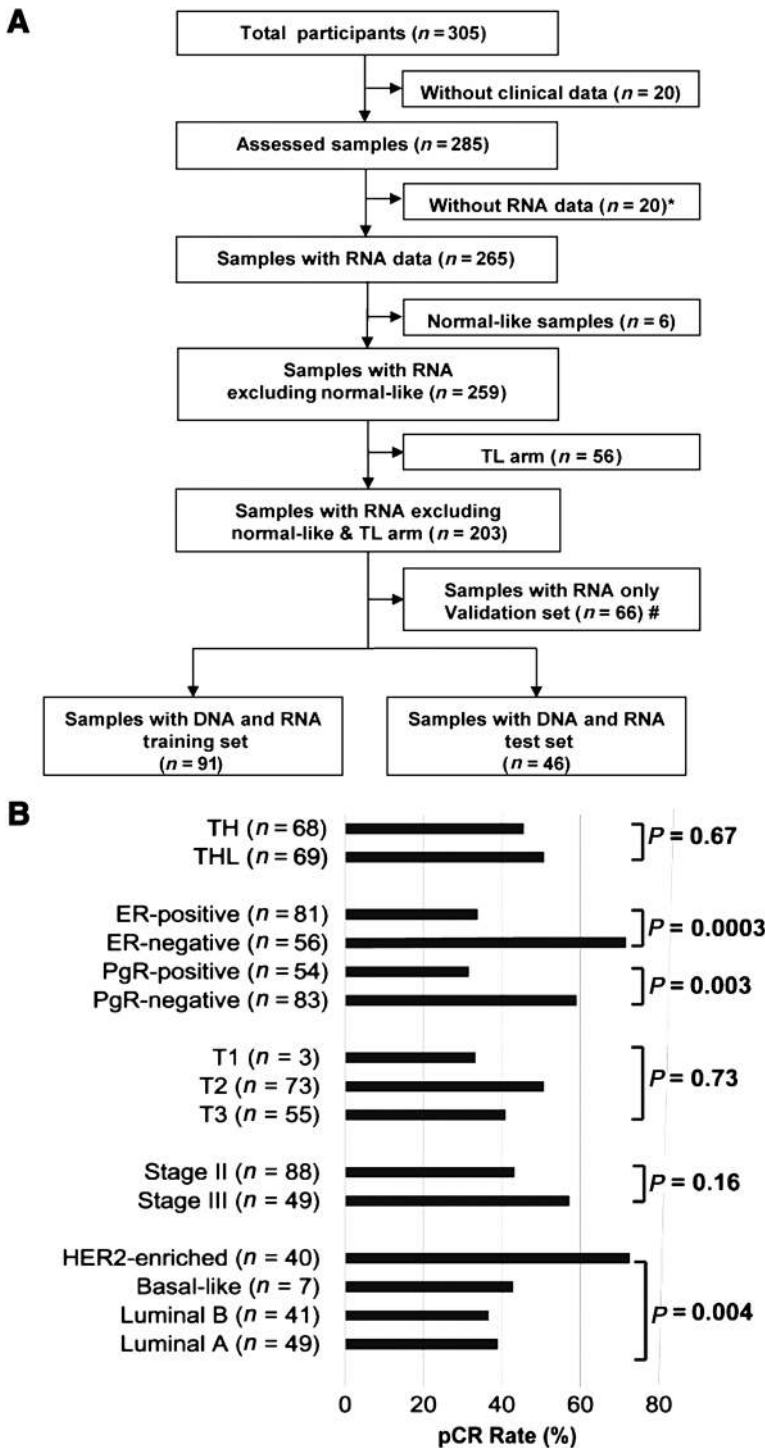 A
Total participants (n = 305)
Without clinical data (n = 20)
Assessed samples (n = 285)
Without RNA data (n = 20)*
Samples with RNA data (n = 265)
Normal-like samples (n = 6)
Samples with RNA
excluding normal-like (n = 259)
TL arm (n = 56)
Samples with RNA excluding
normal-like & TL arm (n = 203)
Samples with RNA only
Validation set (n = 66) #
Samples with DNA and RNA
training set
(n = 91)
Samples with DNA and RNA
test set
(n = 46)
B
TH (n = 68)
THL (n = 69)
P = 0.67
ER-positive (n = 81)
ER-negative (n = 56)
P = 0.0003
PgR-positive (n = 54)
PgR-negative (n = 83)
P = 0.003
T1 (n = 3)
T2 (n = 73)
T3 (n = 55)
P = 0.73
Stage II (n = 88)
Stage III (n = 49)
P = 0.16
HER2-enriched (n = 40)
Basal-like (n = 7)
Luminal B (n = 41)
Luminal A (n = 49)
P = 0.004
0 20 40 60 80
pCR Rate (%)